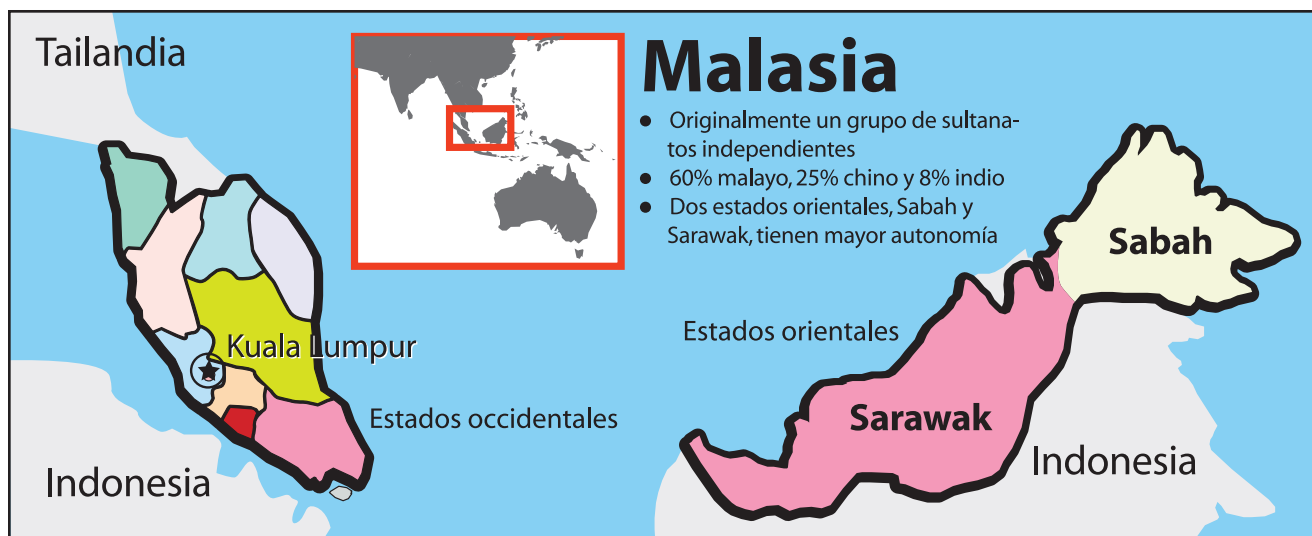 Tailandia
Malasia
● Originalmente un grupo de sultana-
tos independientes
● 60% malayo, 25% chino y 8% indio
● Dos estados orientales, Sabah y
Sarawak, tienen mayor autonomía
Sabah
Kuala Lumpur
Estados orientales
Estados occidentales
Sarawak
Indonesia
Indonesia